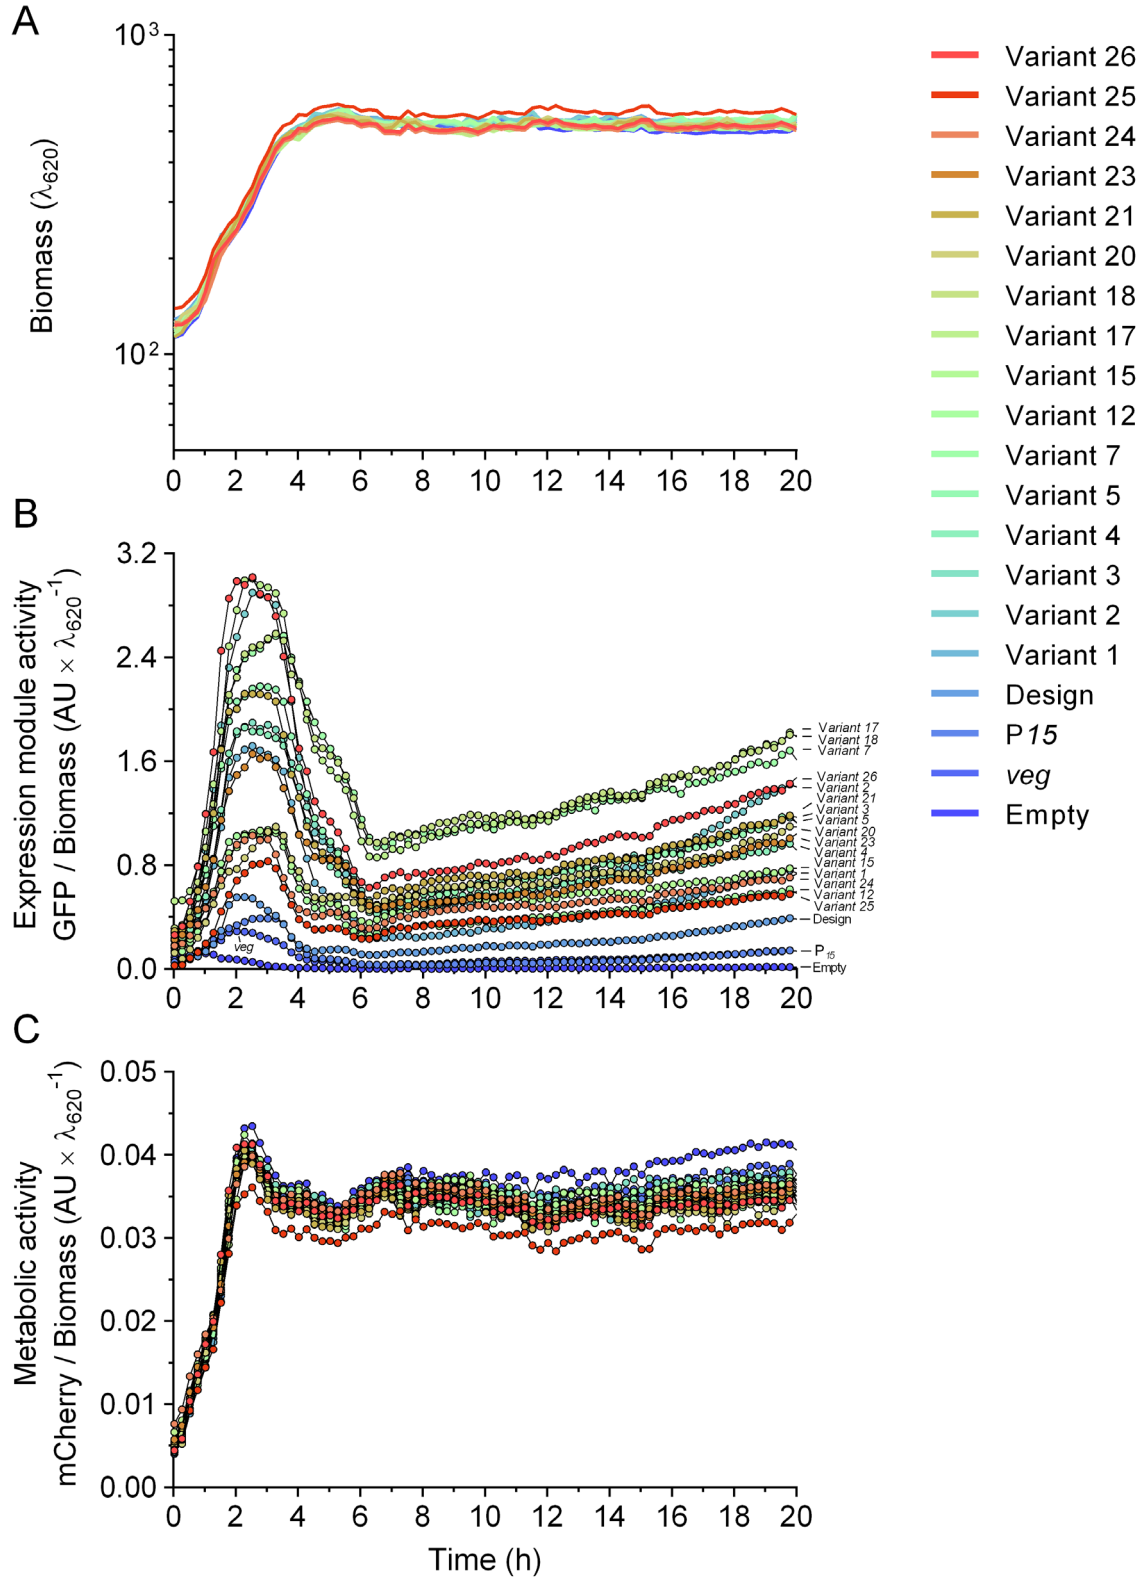 A
10³
10²
Biomass (λ₆₂₀)
0 2 4 6 8 10 12 14 16 18 20
Variant 26
Variant 25
Variant 24
Variant 23
Variant 21
Variant 20
Variant 18
Variant 17
Variant 15
Variant 12
Variant 7
Variant 5
Variant 4
Variant 3
Variant 2
Variant 1
Design
P15
veg
Empty
B
Expression module activity
GFP / Biomass (AU × λ₆₂₀⁻¹)
3.2
2.4
1.6
0.8
0.0
veg
Variant 17
Variant 18
Variant 7
Variant 26
Variant 2
Variant 21
Variant 3
Variant 5
Variant 20
Variant 23
Variant 4
Variant 15
Variant 1
Variant 24
Variant 12
Variant 25
Design
P₁₅
Empty
0 2 4 6 8 10 12 14 16 18 20
C
Metabolic activity
mCherry / Biomass (AU × λ₆₂₀⁻¹)
0.05
0.04
0.03
0.02
0.01
0.00
0 2 4 6 8 10 12 14 16 18 20
Time (h)